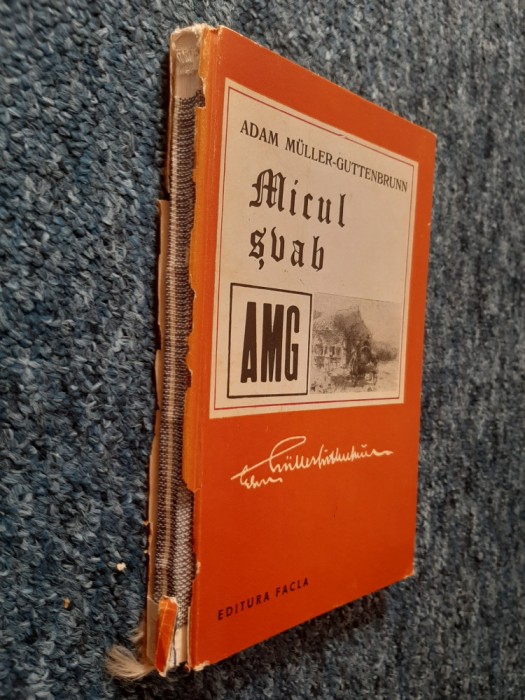 ADAM MÜLLER-GUTTENBRUNN
Micul
șvab
AMG
EDITURA FACLA